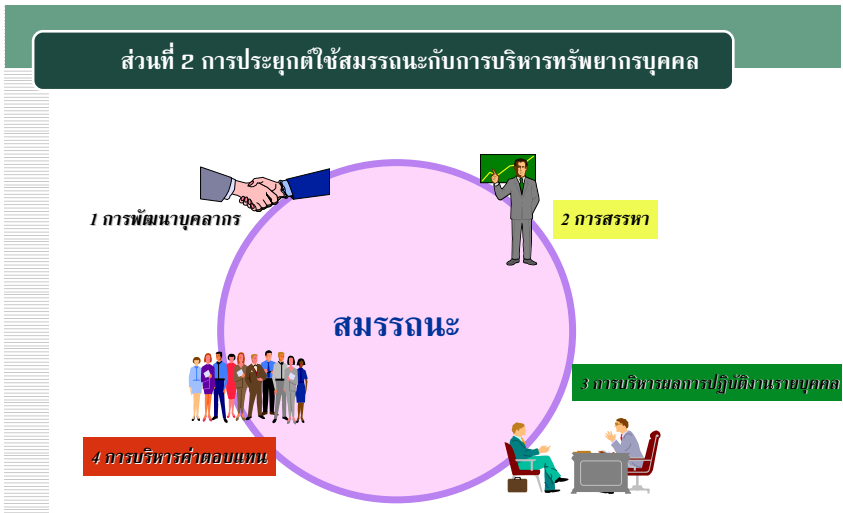 ส่วนที่ 2 การประยุกต์ใช้สมรรถนะกับการบริหารทรัพยากรบุคคล
1 การพัฒนาบุคลากร
2 การสรรหา
สมรรถนะ
3 การบริหารผลการปฏิบัติงานรายบุคคล
4 การบริหารค่าตอบแทน